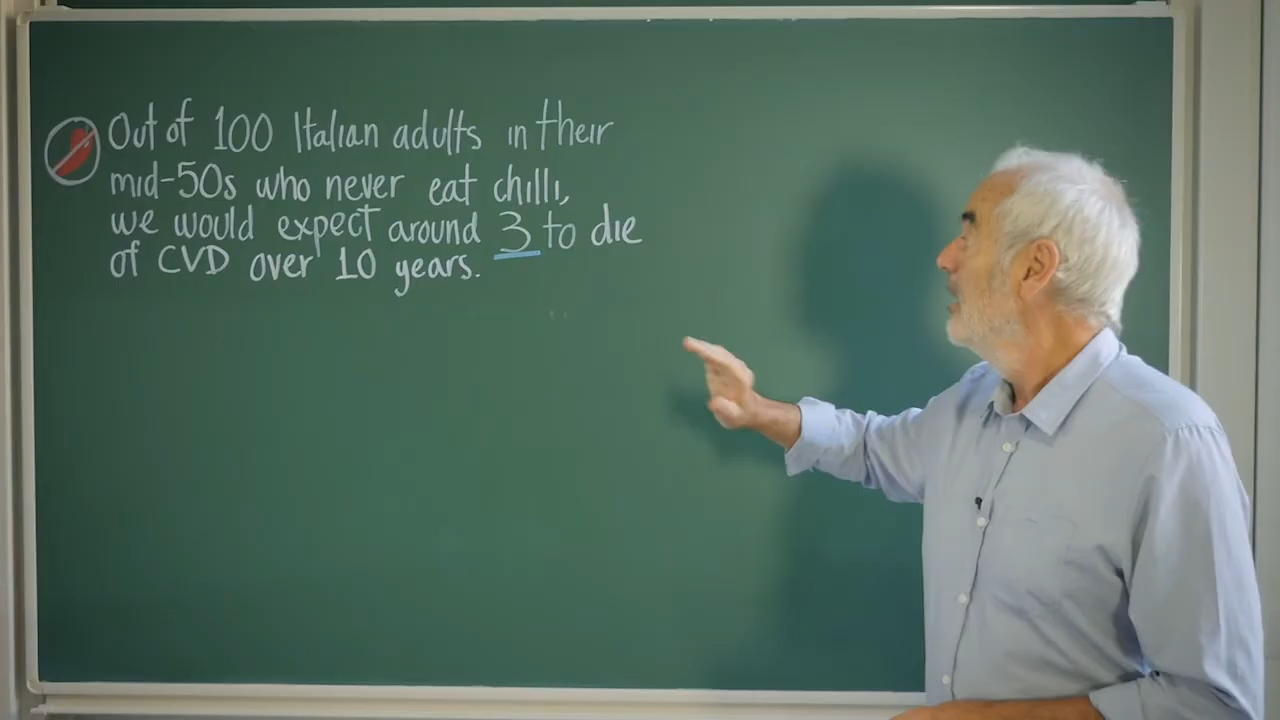 Out of 100 Italian adults in their
mid-50s who never eat chilli,
we would expect around 3 to die
of CVD over 10 years.